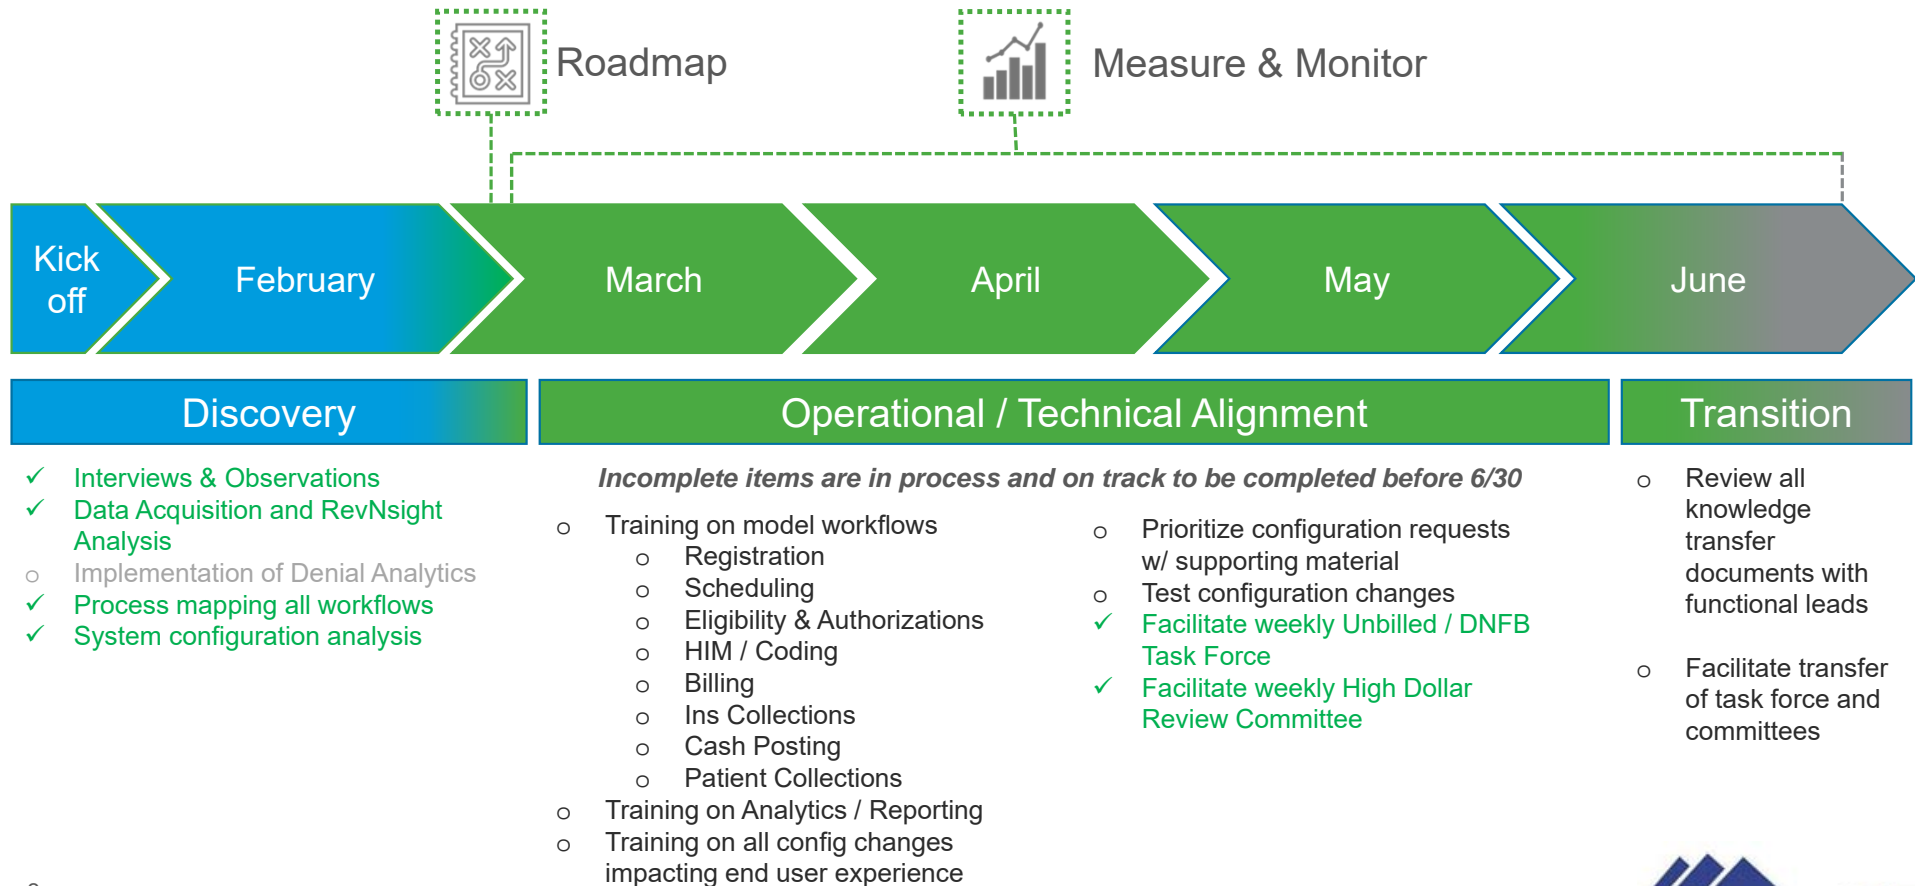 Roadmap
Measure & Monitor
Kick
off
February
March
April
May
June
Discovery
Operational / Technical Alignment
Transition
✓ Interviews & Observations
✓ Data Acquisition and RevNsight
Analysis
o Implementation of Denial Analytics
✓ Process mapping all workflows
✓ System configuration analysis
Incomplete items are in process and on track to be completed before 6/30
o Training on model workflows
o Registration
o Scheduling
o Eligibility & Authorizations
o HIM / Coding
o Billing
o Ins Collections
o Cash Posting
o Patient Collections
o Training on Analytics / Reporting
o Training on all config changes
impacting end user experience
o Prioritize configuration requests
w/ supporting material
o Test configuration changes
✓ Facilitate weekly Unbilled / DNFB
Task Force
✓ Facilitate weekly High Dollar
Review Committee
o Review all
knowledge
transfer
documents with
functional leads
o Facilitate transfer
of task force and
committees